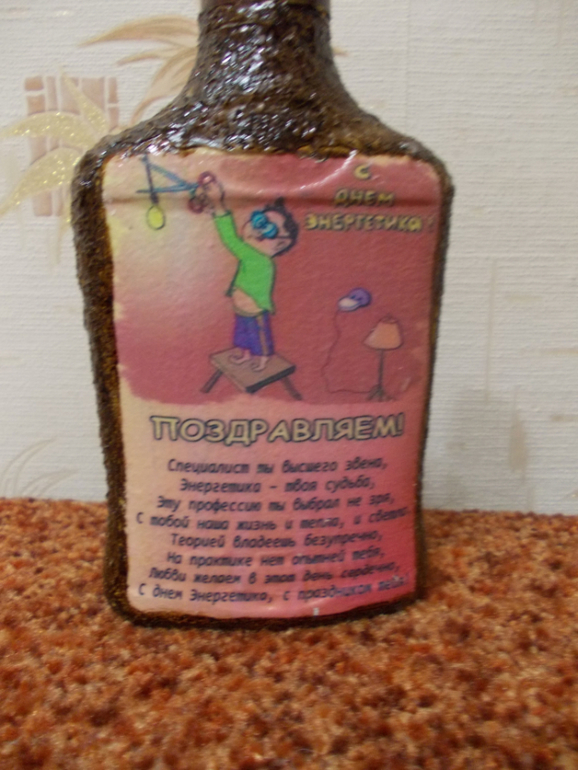 С
ДНЕМ
ЭНЕРГЕТИКА!
ПОЗДРАВЛЯЕМ!
Специалист ты высшего звена,
Энергетика - твоя судьба,
Эту профессию ты выбрал не зря,
С тобой наша жизнь и тепла, и светла.
Теорией владеешь безупречно,
На практике нет опытней тебя,
Любви желаем в этот день сердечно,
С днем Энергетика, с праздником тебя!